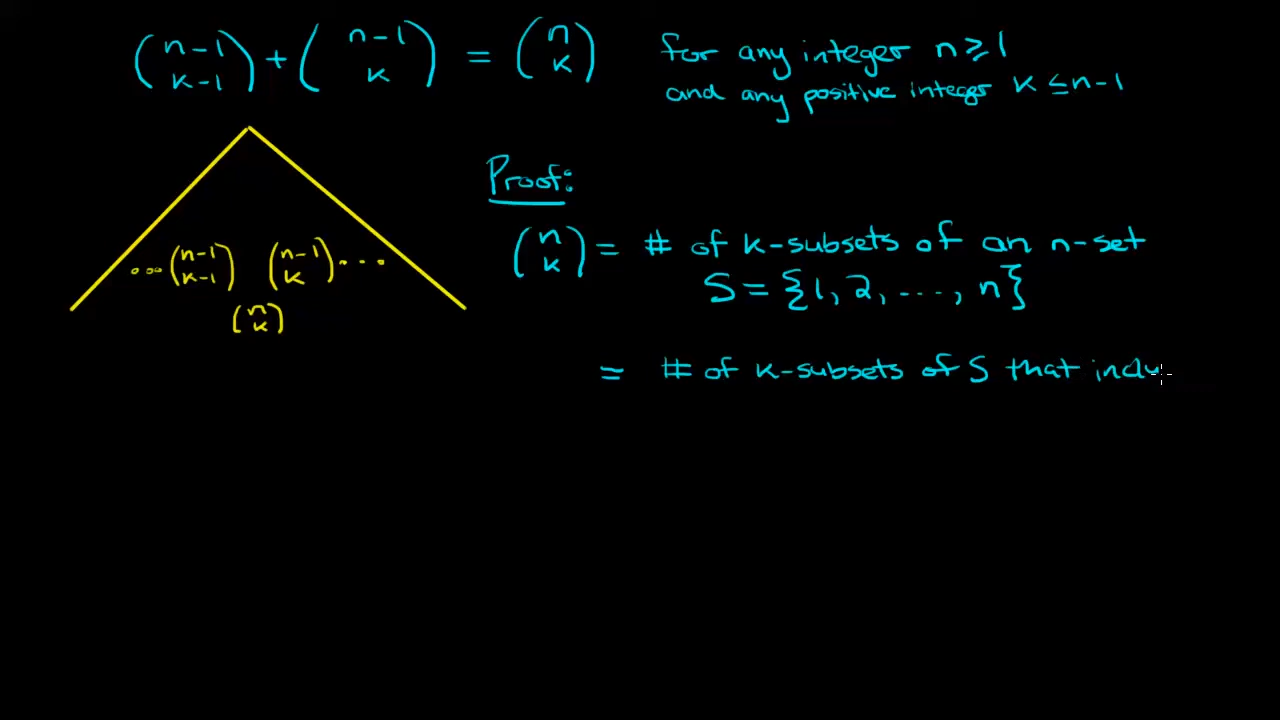 (n-1 k-1) + (n-1 k) = (n k) for any integer n ≥ 1
and any positive integer k ≤ n-1
Proof:
(n k) = # of k-subsets of an n-set
S = {1, 2, ..., n}
...(n-1 k-1) (n-1 k)...
(n k)
= # of k-subsets of S that inclu